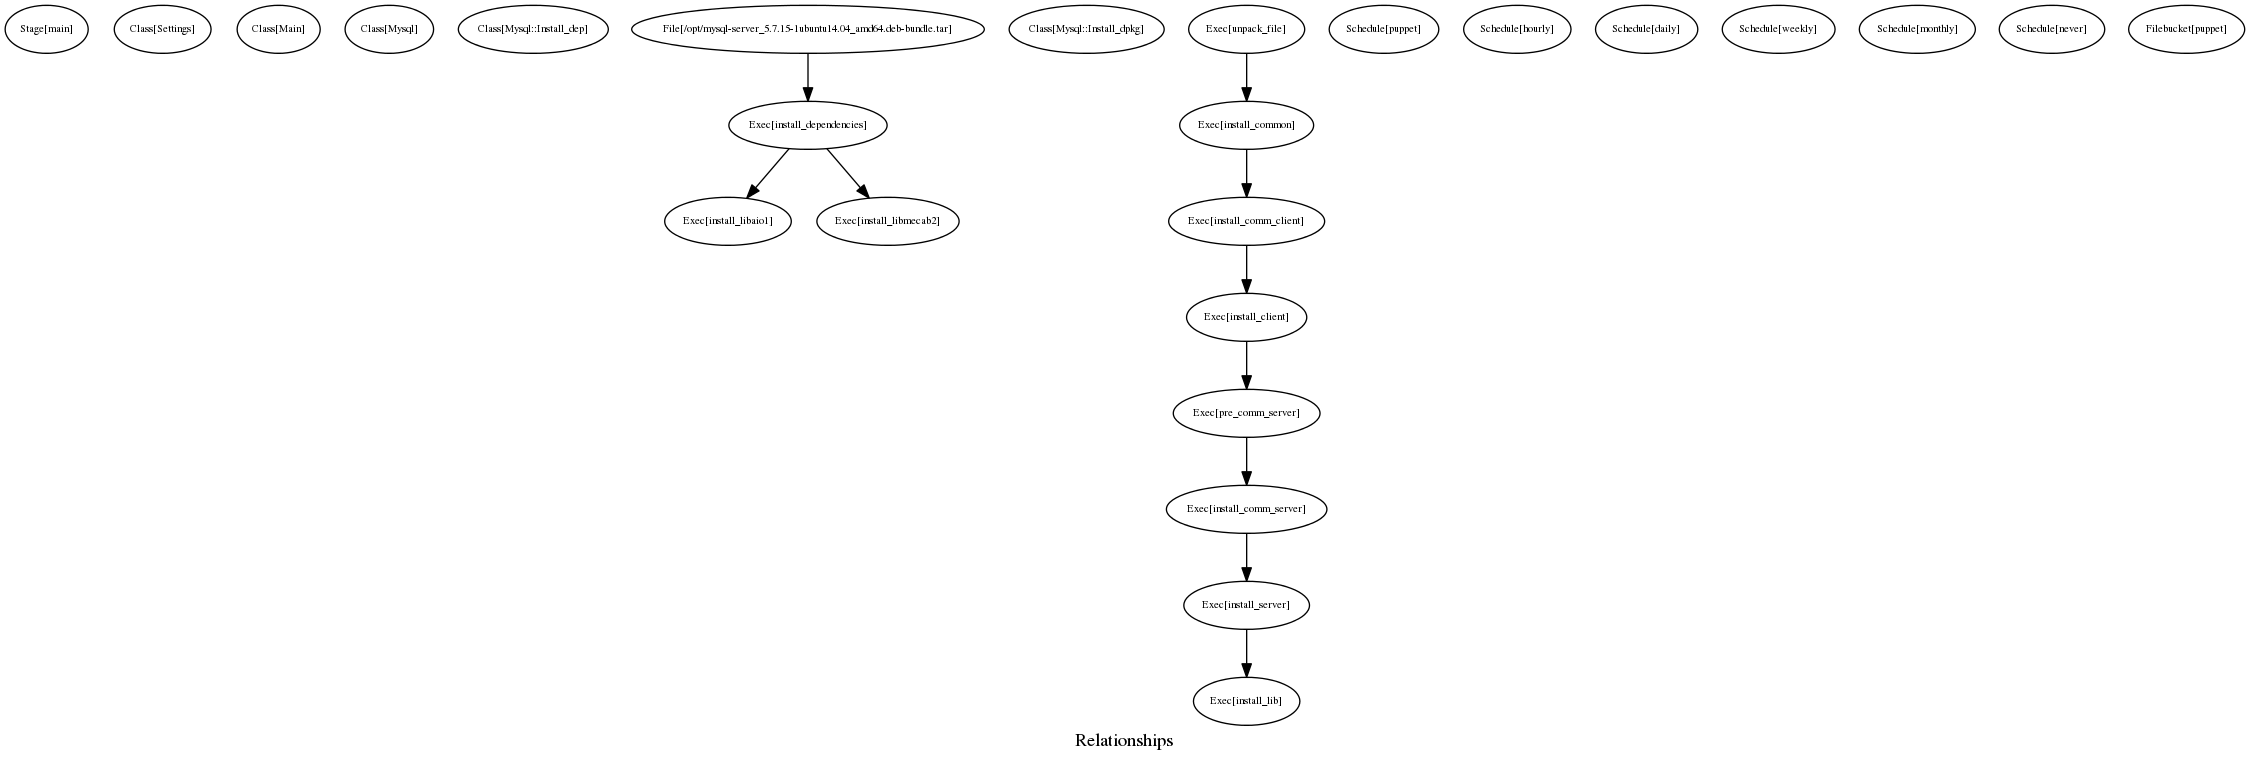 Stage[main]
Class[Settings]
Class[Main]
Class[Mysql]
Class[Mysql::Install_dep]
File[/opt/mysql-server_5.7.15-1ubuntu14.04_amd64.deb-bundle.tar]
Class[Mysql::Install_dpkg]
Exec[unpack_file]
Schedule[puppet]
Schedule[hourly]
Schedule[daily]
Schedule[weekly]
Schedule[monthly]
Schedule[never]
Filebucket[puppet]
Exec[install_dependencies]
Exec[install_common]
Exec[install_libaio1]
Exec[install_libmecab2]
Exec[install_comm_client]
Exec[install_client]
Exec[pre_comm_server]
Exec[install_comm_server]
Exec[install_server]
Exec[install_lib]
Relationships